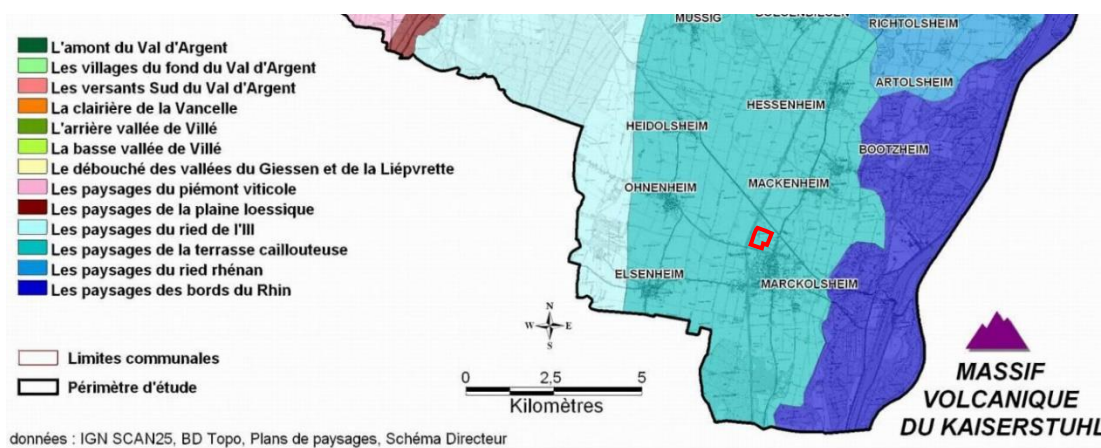 L'amont du Val d'Argent
Les villages du fond du Val d'Argent
Les versants Sud du Val d'Argent
La clairière de la Vancelle
L'arrière vallée de Villé
La basse vallée de Villé
Le débouché des vallées du Giessen et de la Liépvrette
Les paysages du piémont viticole
Les paysages de la plaine loessique
Les paysages du ried de l'Ill
Les paysages de la terrasse caillouteuse
Les paysages du ried rhénan
Les paysages des bords du Rhin
Limites communales
Périmètre d'étude
données : IGN SCAN25, BD Topo, Plans de paysages, Schéma Directeur
MUSSIG
RICHTOLSHEIM
ARTOLSHEIM
HESSENHEIM
HEIDOLSHEIM
BOOTZHEIM
OHNENHEIM
MACKENHEIM
ELSENHEIM
MARCKOLSHEIM
N
W E
S
0 2,5 5
Kilomètres
MASSIF
VOLCANIQUE
DU KAISERSTUHL